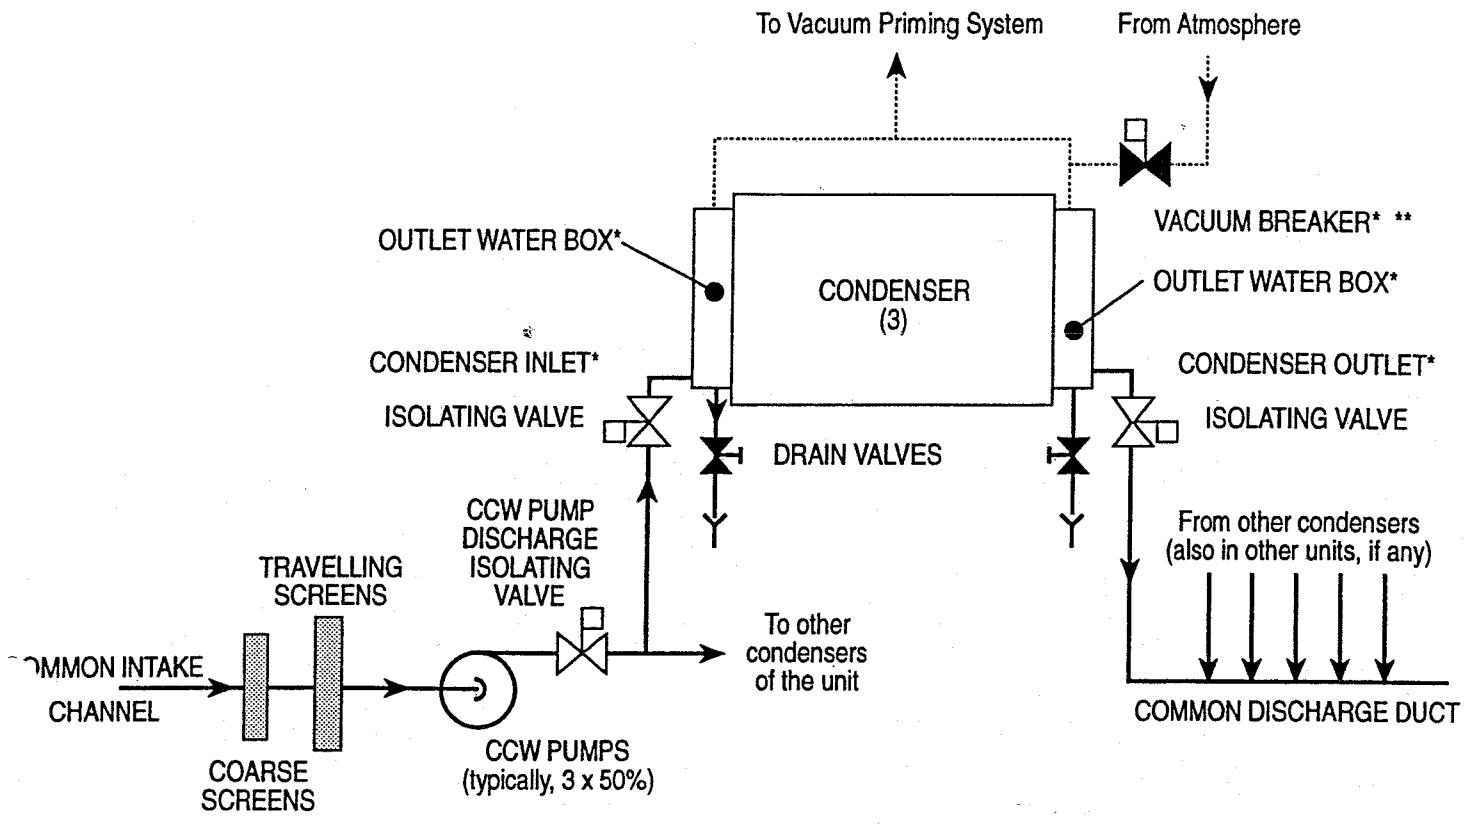 To Vacuum Priming System
From Atmosphere
OUTLET WATER BOX*
VACUUM BREAKER* **
CONDENSER
(3)
OUTLET WATER BOX*
CONDENSER INLET*
ISOLATING VALVE
CONDENSER OUTLET*
ISOLATING VALVE
DRAIN VALVES
CCW PUMP
DISCHARGE
ISOLATING
VALVE
From other condensers
(also in other units, if any)
TRAVELLING
SCREENS
To other
condensers
of the unit
OMMON INTAKE
CHANNEL
COMMON DISCHARGE DUCT
CCW PUMPS
(typically, 3 x 50%)
COARSE
SCREENS